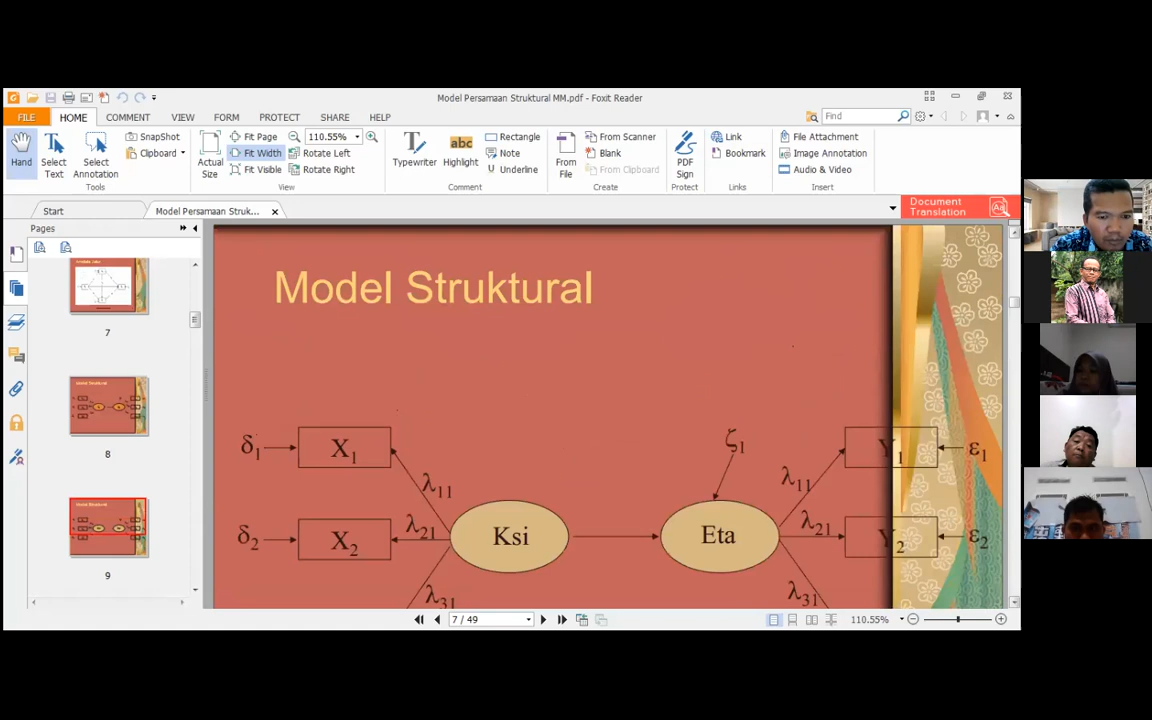 Model Persamaan Struktural MM.pdf - Foxit Reader
FILE HOME COMMENT VIEW FORM PROTECT SHARE HELP Find
Hand
Select Text
Select Annotation
SnapShot
Clipboard
Tools
Actual Size
Fit Page
Fit Width
Fit Visible
110.55%
Rotate Left
Rotate Right
View
Typewriter
Highlight
Rectangle
Note
Underline
Comment
From File
From Scanner
Blank
From Clipboard
Create
PDF Sign
Protect
Link
Bookmark
Links
File Attachment
Image Annotation
Audio & Video
Insert
Start
Model Persamaan Struk...
Document Translation
Pages
7
8
9
Model Struktural
δ1 X1 λ11 ζ1 λ11 Y1 ε1
δ2 X2 λ21 Ksi Eta λ21 Y2 ε2
λ31 λ31
7 / 49
110.55%